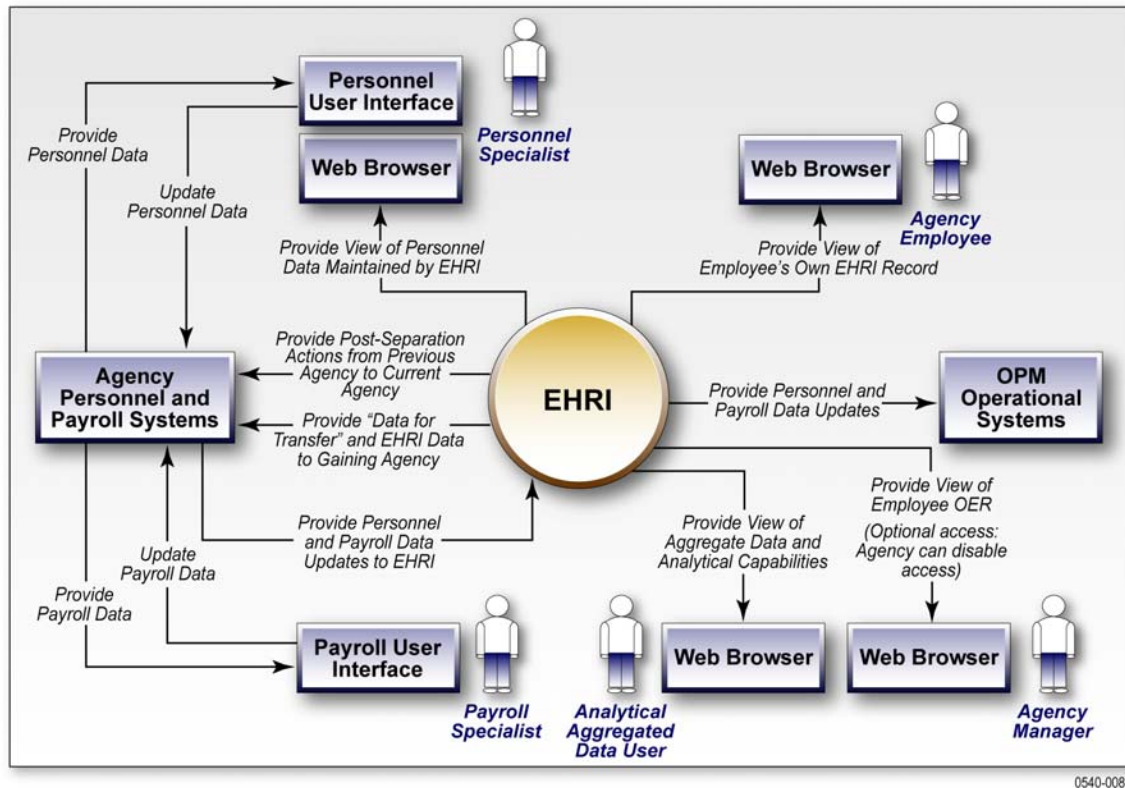 Personnel
User Interface
Personnel
Specialist
Web Browser
Web Browser
Agency
Employee
Provide
Personnel Data
Update
Personnel Data
Provide View of Personnel
Data Maintained by EHRI
Provide View of
Employee's Own EHRI Record
Agency
Personnel and
Payroll Systems
Provide Post-Separation
Actions from Previous
Agency to Current
Agency
Provide "Data for
Transfer" and EHRI Data
to Gaining Agency
EHRI
Provide Personnel and
Payroll Data Updates
OPM
Operational
Systems
Provide Personnel
and Payroll Data
Updates to EHRI
Update
Payroll Data
Provide
Payroll Data
Provide View of
Aggregate Data and
Analytical Capabilities
Provide View of
Employee OER
(Optional access:
Agency can disable
access)
Payroll User
Interface
Payroll
Specialist
Analytical
Aggregated
Data User
Web Browser
Web Browser
Agency
Manager
0540-008